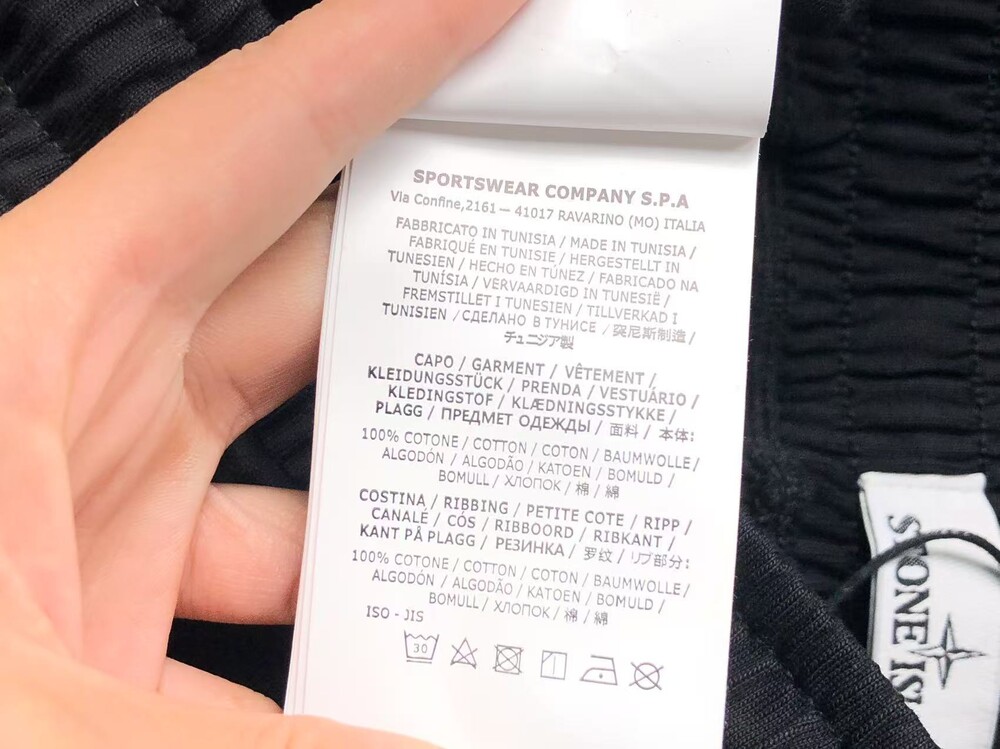 SPORTSWEAR COMPANY S.P.A
Via Confine,2161 — 41017 RAVARINO (MO) ITALIA
FABBRICATO IN TUNISIA / MADE IN TUNISIA /
FABRIQUÉ EN TUNISIE / HERGESTELLT IN
TUNESIEN / HECHO EN TÚNEZ / FABRICADO NA
TUNÍSIA / VERVAARDIGD IN TUNESIË /
FREMSTILLET I TUNESIEN / TILLVERKAD I
TUNISIEN / СДЕЛАНО В ТУНИСЕ / 突尼斯制造 /
チュニジア製
CAPO / GARMENT / VÊTEMENT /
KLEIDUNGSSTÜCK / PRENDA / VESTUÁRIO /
KLEDINGSTOF / KLÆDNINGSSTYKKE /
PLAGG / ПРЕДМЕТ ОДЕЖДЫ / 面料 / 本体:
100% COTONE / COTTON / COTON / BAUMWOLLE /
ALGODÓN / ALGODÃO / KATOEN / BOMULD /
BOMULL / ХЛОПОК / 棉 / 綿
COSTINA / RIBBING / PETITE COTE / RIPP /
CANALÉ / CÓS / RIBBOORD / RIBKANT /
KANT PÅ PLAGG / РЕЗИНКА / 罗纹 / リブ部分:
100% COTONE / COTTON / COTON / BAUMWOLLE /
ALGODÓN / ALGODÃO / KATOEN / BOMULD /
BOMULL / ХЛОПОК / 棉 / 綿
ISO - JIS
30
STONE IS